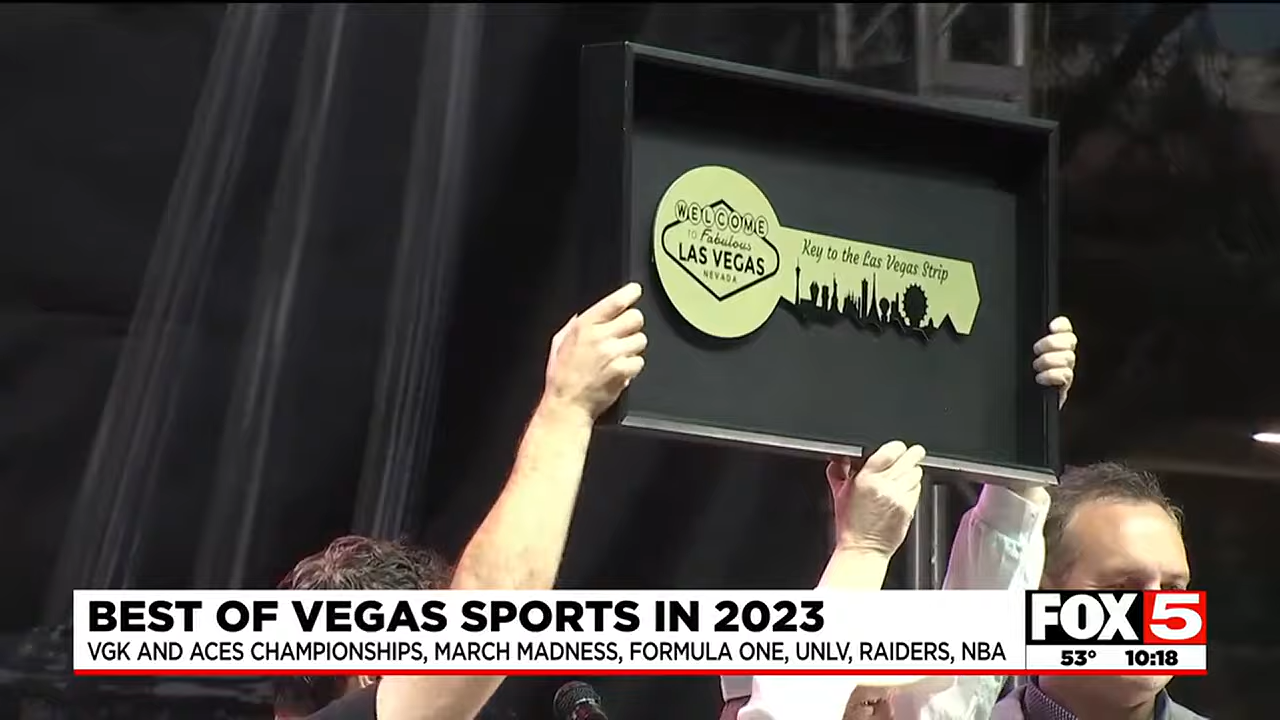 WELCOME
TO Fabulous
LAS VEGAS
NEVADA
Key to the Las Vegas Strip
BEST OF VEGAS SPORTS IN 2023
VGK AND ACES CHAMPIONSHIPS, MARCH MADNESS, FORMULA ONE, UNLV, RAIDERS, NBA
FOX 5
53° 10:18